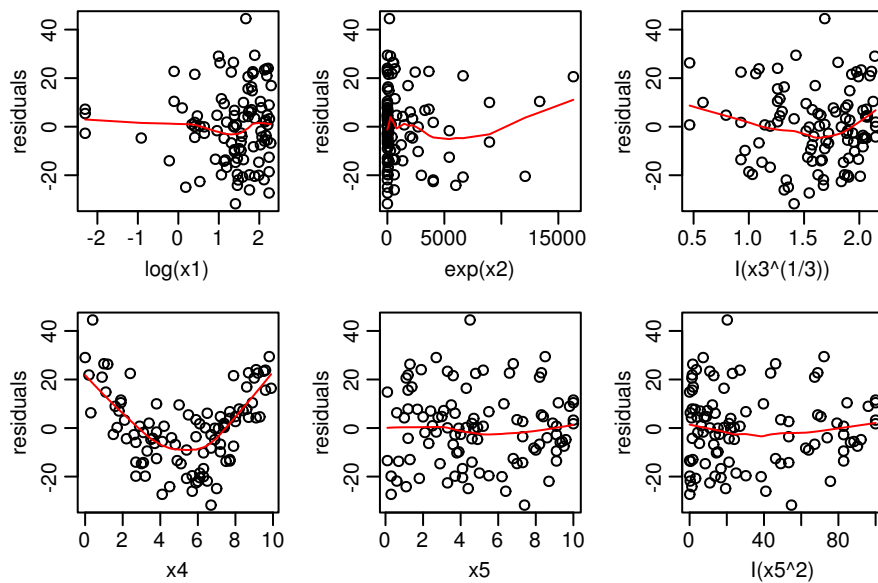 residuals
-20 0 20 40
-2 -1 0 1 2
log(x1)
residuals
-20 0 20 40
0 5000 15000
exp(x2)
residuals
-20 0 20 40
0.5 1.0 1.5 2.0
I(x3^(1/3))
residuals
-20 0 20 40
0 2 4 6 8 10
x4
residuals
-20 0 20 40
0 2 4 6 8 10
x5
residuals
-20 0 20 40
0 20 40 60 80
I(x5^2)